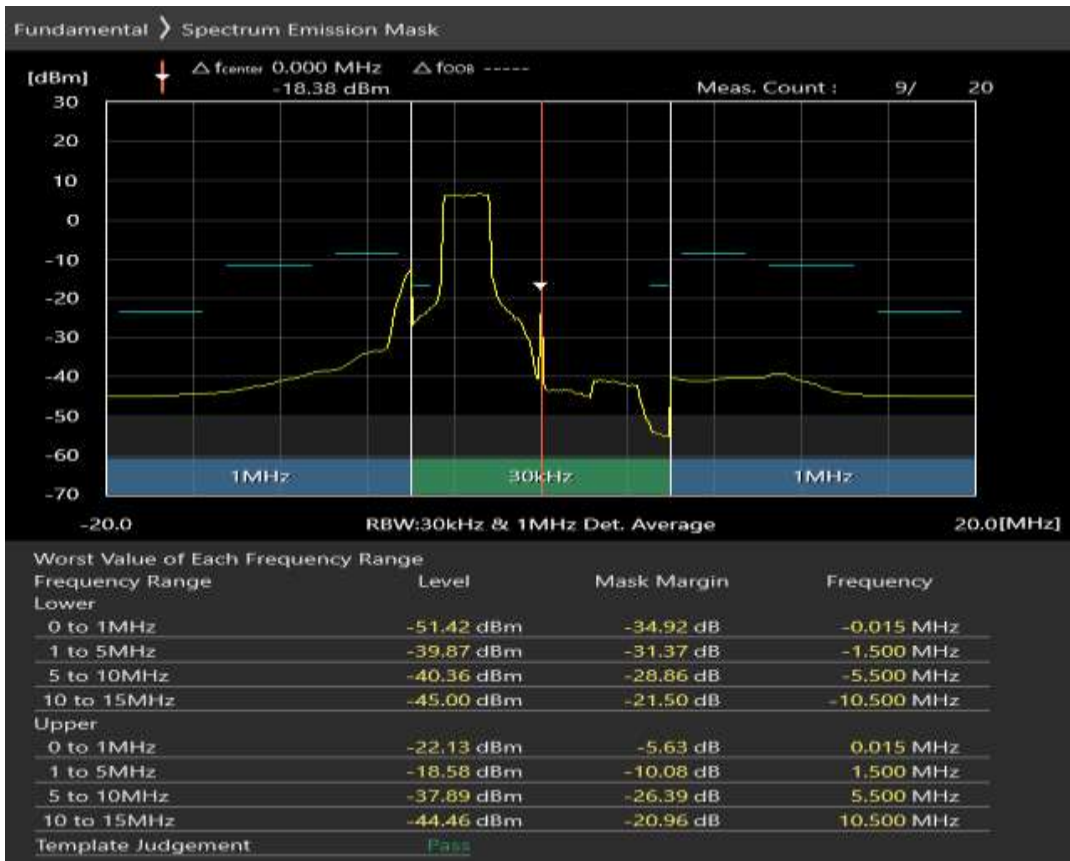 Fundamental 〉 Spectrum Emission Mask
[dBm] △ fcenter 0.000 MHz △ fOOB -----
-18.38 dBm Meas. Count : 9/ 20
30
20
10
0
-10
-20
-30
-40
-50
-60
1MHz 30kHz 1MHz
-70
-20.0 RBW:30kHz & 1MHz Det. Average 20.0[MHz]
Worst Value of Each Frequency Range
Frequency Range Level Mask Margin Frequency
Lower
0 to 1MHz -51.42 dBm -34.92 dB -0.015 MHz
1 to 5MHz -39.87 dBm -31.37 dB -1.500 MHz
5 to 10MHz -40.36 dBm -28.86 dB -5.500 MHz
10 to 15MHz -45.00 dBm -21.50 dB -10.500 MHz
Upper
0 to 1MHz -22.13 dBm -5.63 dB 0.015 MHz
1 to 5MHz -18.58 dBm -10.08 dB 1.500 MHz
5 to 10MHz -37.89 dBm -26.39 dB 5.500 MHz
10 to 15MHz -44.46 dBm -20.96 dB 10.500 MHz
Template Judgement Pass